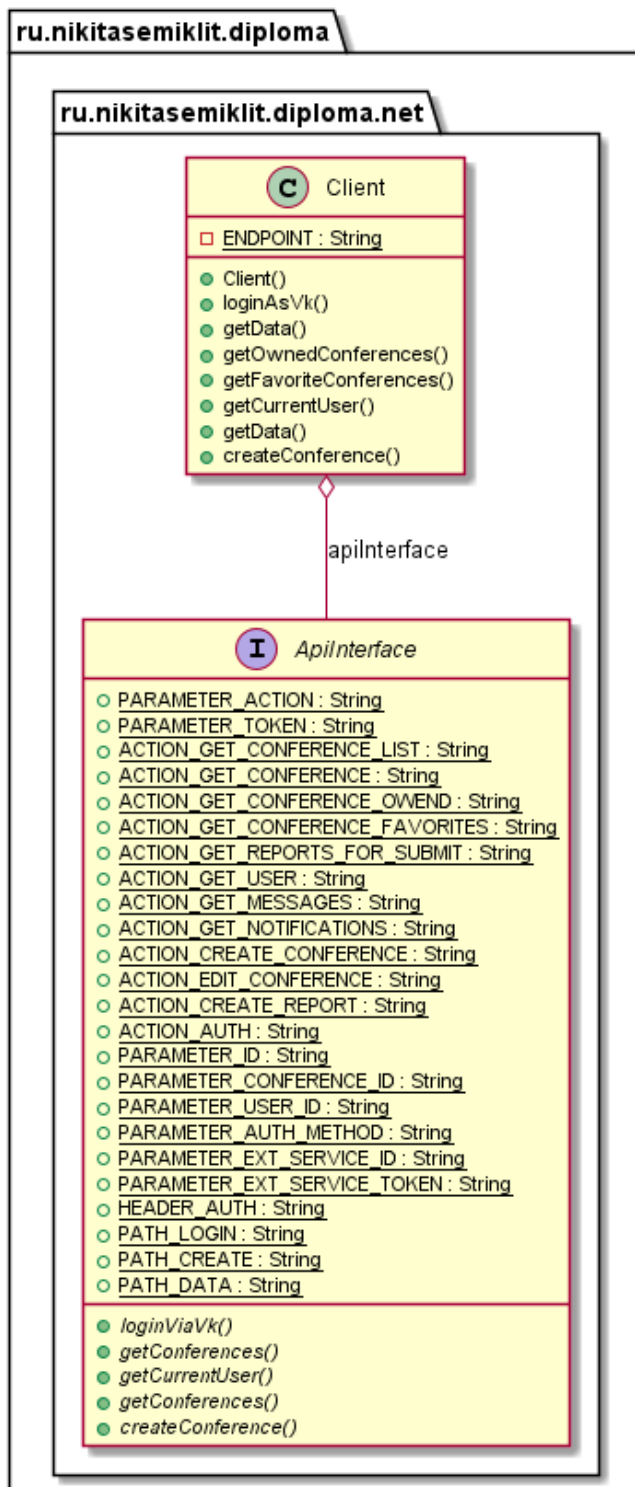 ru.nikitasemiklit.diploma
ru.nikitasemiklit.diploma.net
C Client
ENDPOINT : String
Client()
loginAsVk()
getData()
getOwnedConferences()
getFavoriteConferences()
getCurrentUser()
getData()
createConference()
apiInterface
I ApiInterface
PARAMETER_ACTION : String
PARAMETER_TOKEN : String
ACTION_GET_CONFERENCE_LIST : String
ACTION_GET_CONFERENCE : String
ACTION_GET_CONFERENCE_OWEND : String
ACTION_GET_CONFERENCE_FAVORITES : String
ACTION_GET_REPORTS_FOR_SUBMIT : String
ACTION_GET_USER : String
ACTION_GET_MESSAGES : String
ACTION_GET_NOTIFICATIONS : String
ACTION_CREATE_CONFERENCE : String
ACTION_EDIT_CONFERENCE : String
ACTION_CREATE_REPORT : String
ACTION_AUTH : String
PARAMETER_ID : String
PARAMETER_CONFERENCE_ID : String
PARAMETER_USER_ID : String
PARAMETER_AUTH_METHOD : String
PARAMETER_EXT_SERVICE_ID : String
PARAMETER_EXT_SERVICE_TOKEN : String
HEADER_AUTH : String
PATH_LOGIN : String
PATH_CREATE : String
PATH_DATA : String
loginViaVk()
getConferences()
getCurrentUser()
getConferences()
createConference()